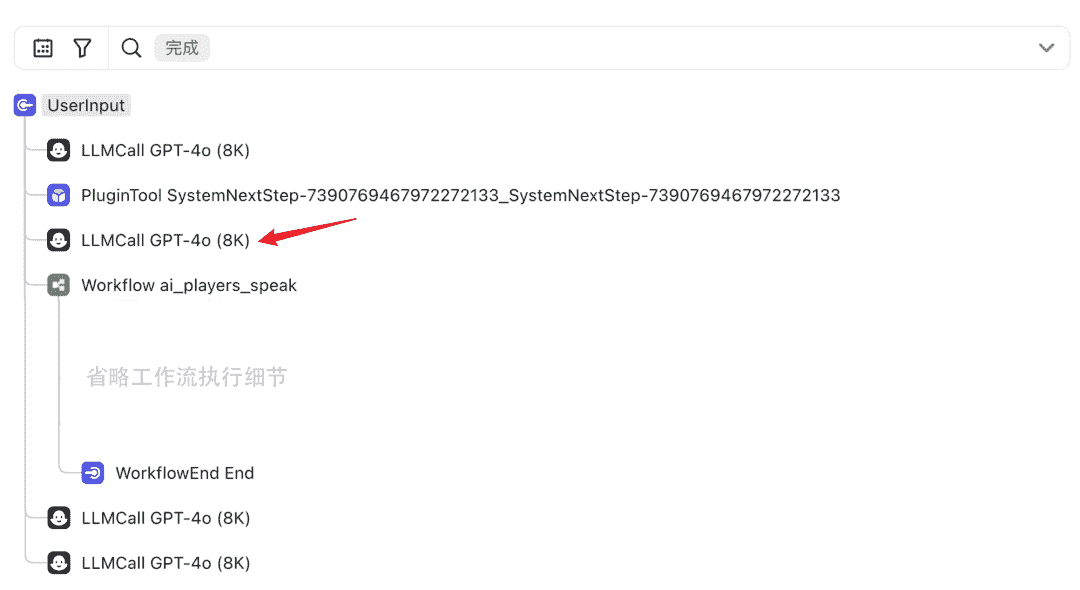 完成
UserInput
LLMCall GPT-4o (8K)
PluginTool SystemNextStep-7390769467972272133_SystemNextStep-7390769467972272133
LLMCall GPT-4o (8K)
Workflow ai_players_speak
省略工作流执行细节
WorkflowEnd End
LLMCall GPT-4o (8K)
LLMCall GPT-4o (8K)